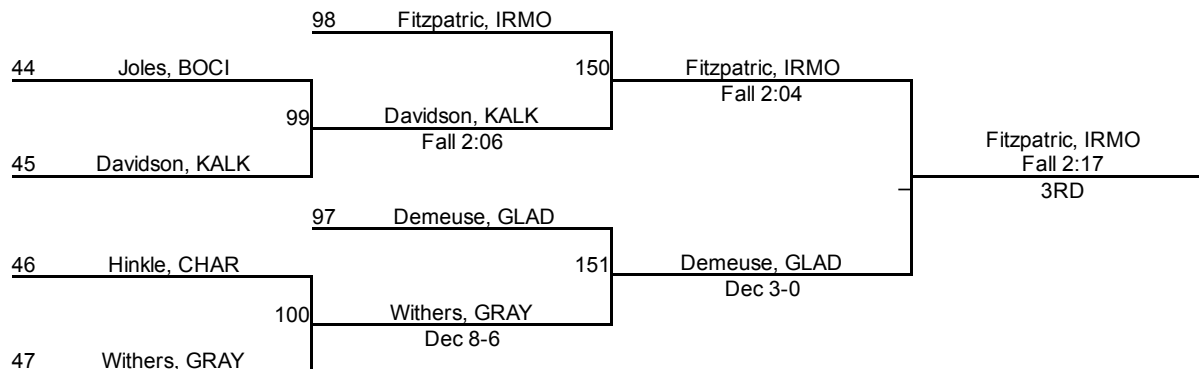 98 Fitzpatric, IRMO
44 Joles, BOCI
150 Fitzpatric, IRMO
Fall 2:04
99 Davidson, KALK
Fall 2:06
Fitzpatric, IRMO
Fall 2:17
3RD
45 Davidson, KALK
97 Demeuse, GLAD
46 Hinkle, CHAR
151 Demeuse, GLAD
Dec 3-0
100 Withers, GRAY
Dec 8-6
47 Withers, GRAY